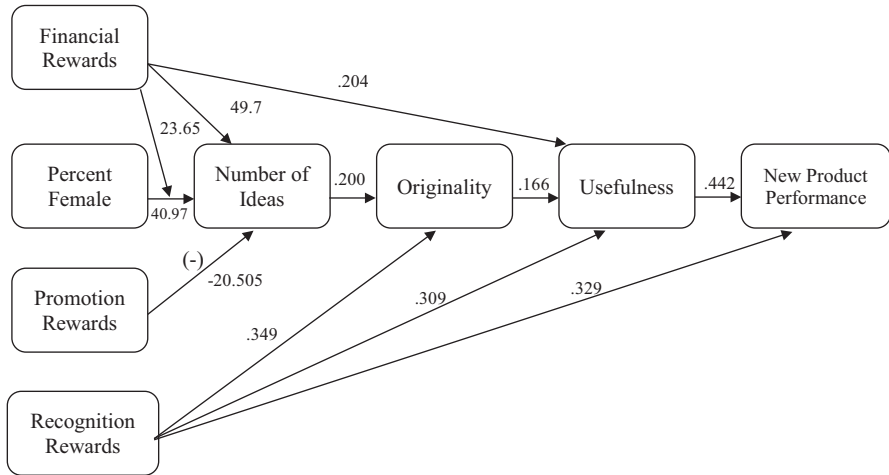 Financial
Rewards
.204
49.7
23.65
Percent
Female
40.97
Number of
Ideas
.200
Originality
.166
Usefulness
.442
New Product
Performance
(-)
-20.505
Promotion
Rewards
.349
.309
.329
Recognition
Rewards